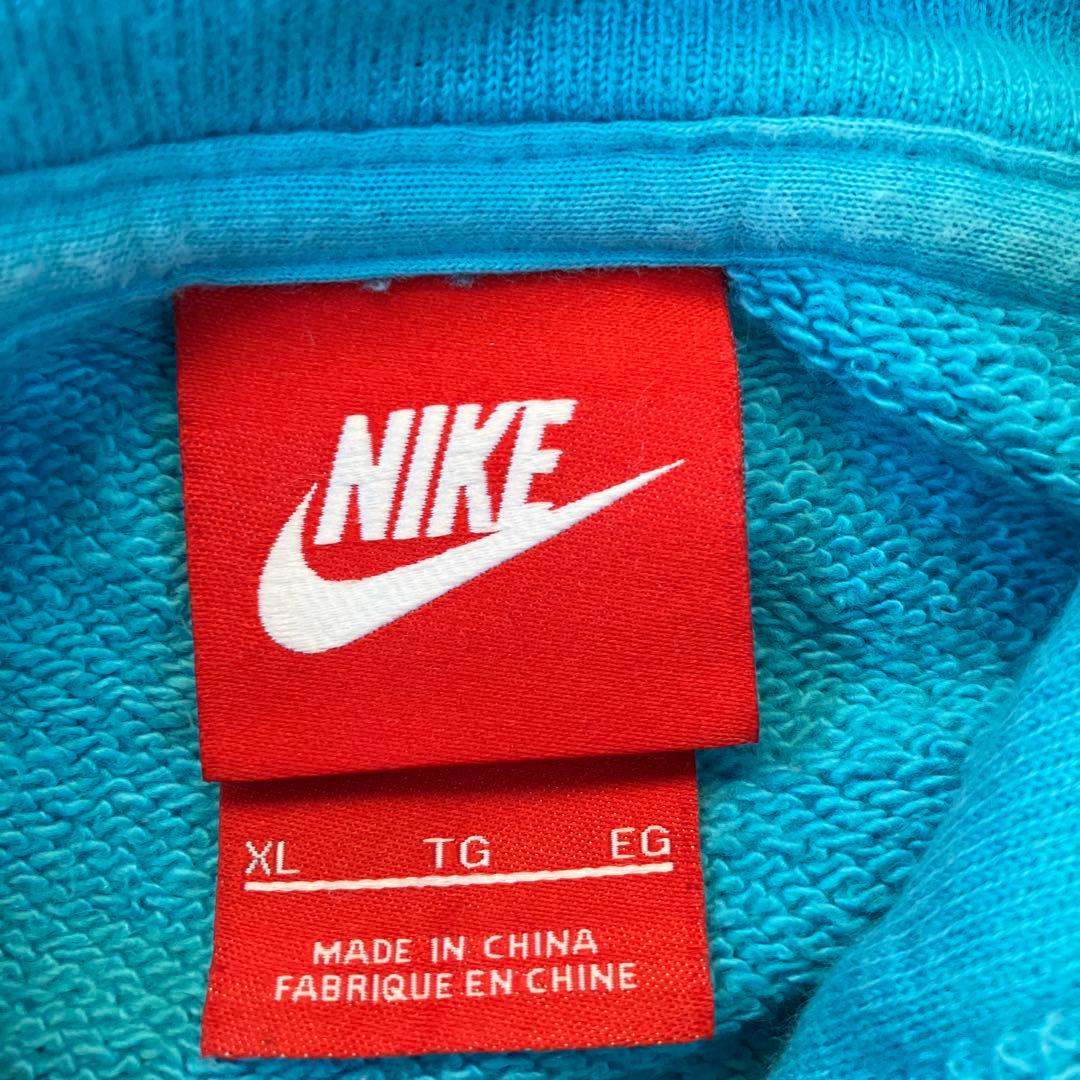 NIKE
XL TG EG
MADE IN CHINA
FABRIQUE EN CHINE